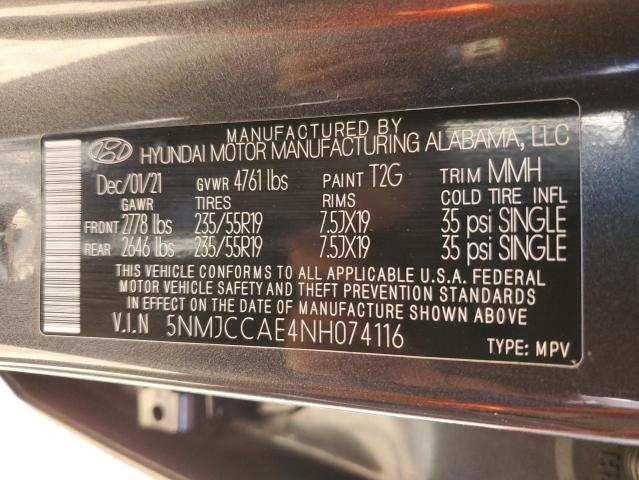 MANUFACTURED BY
HYUNDAI MOTOR MANUFACTURING ALABAMA, LLC
Dec/01/21 GVWR 4761 lbs PAINT T2G TRIM MMH
GAWR TIRES RIMS COLD TIRE INFL
FRONT 2778 lbs 235/55R19 7.5JX19 35 psi SINGLE
REAR 2646 lbs 235/55R19 7.5JX19 35 psi SINGLE
THIS VEHICLE CONFORMS TO ALL APPLICABLE U.S.A. FEDERAL
MOTOR VEHICLE SAFETY AND THEFT PREVENTION STANDARDS
IN EFFECT ON THE DATE OF MANUFACTURE SHOWN ABOVE
V.I.N 5NMJCCAE4NH074116
TYPE: MPV